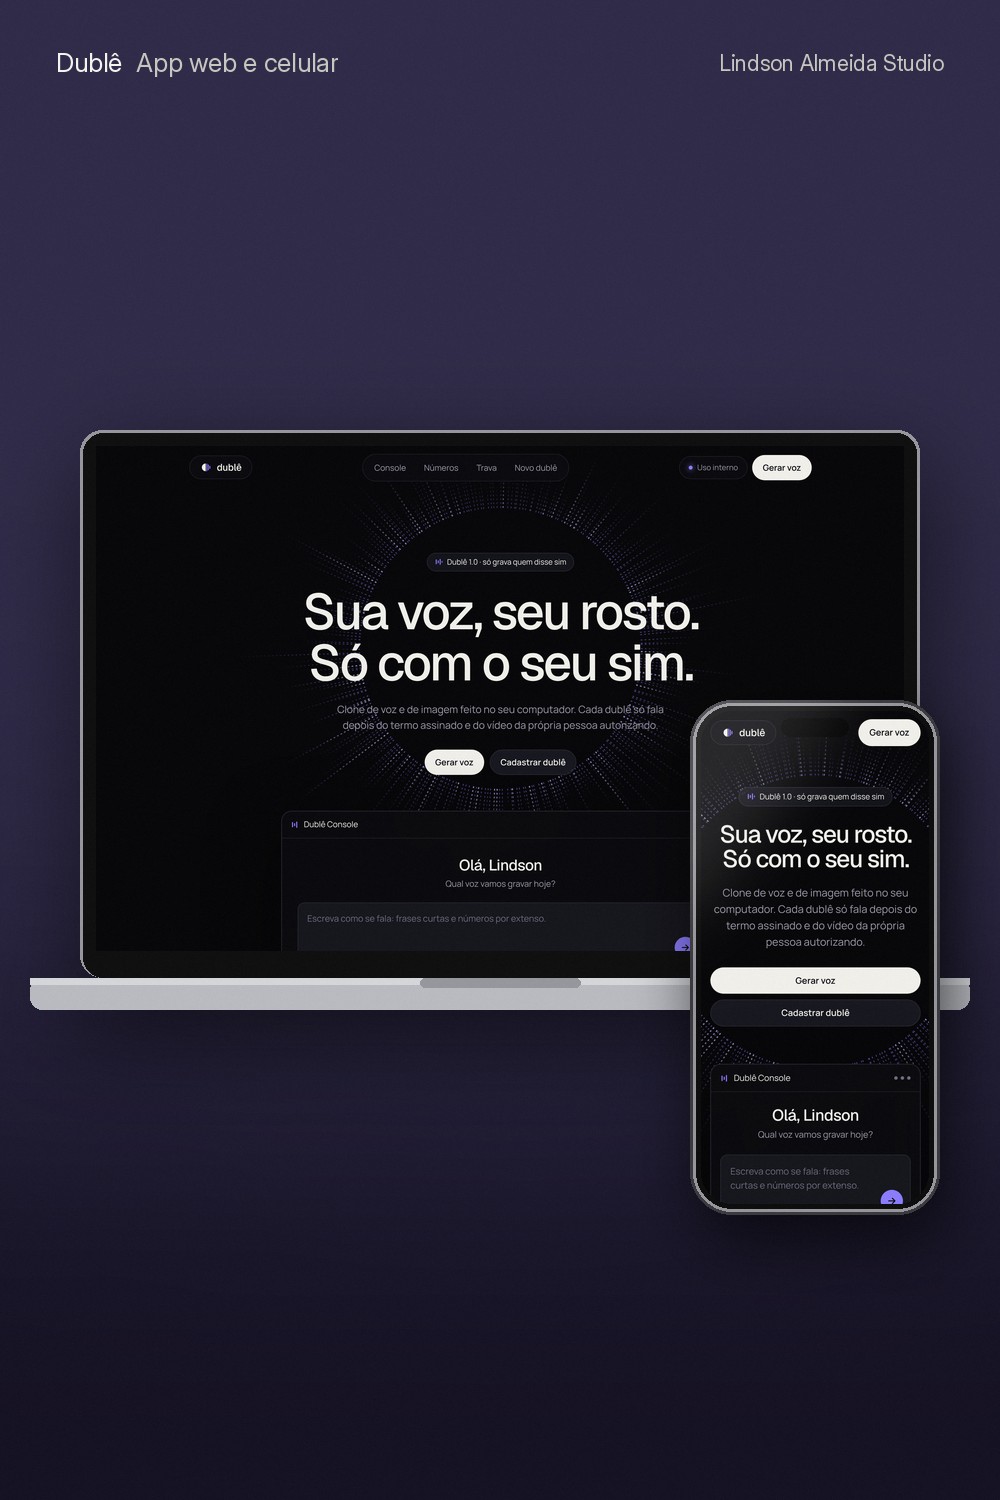 Dublê App web e celular
Lindson Almeida Studio
dublê
Console Números Trava Novo dublê
Uso interno
Gerar voz
Dublê 1.0 · só grava quem disse sim
Sua voz, seu rosto.
Só com o seu sim.
Clone de voz e de imagem feito no seu computador. Cada dublê só fala
depois do termo assinado e do vídeo da própria pessoa autorizando.
Gerar voz
Cadastrar dublê
Dublê Console
Olá, Lindson
Qual voz vamos gravar hoje?
Escreva como se fala: frases curtas e números por extenso.
dublê
Gerar voz
Dublê 1.0 · só grava quem disse sim
Sua voz, seu rosto.
Só com o seu sim.
Clone de voz e de imagem feito no seu
computador. Cada dublê só fala depois do
termo assinado e do vídeo da própria
pessoa autorizando.
Gerar voz
Cadastrar dublê
Dublê Console
Olá, Lindson
Qual voz vamos gravar hoje?
Escreva como se fala: frases
curtas e números por extenso.